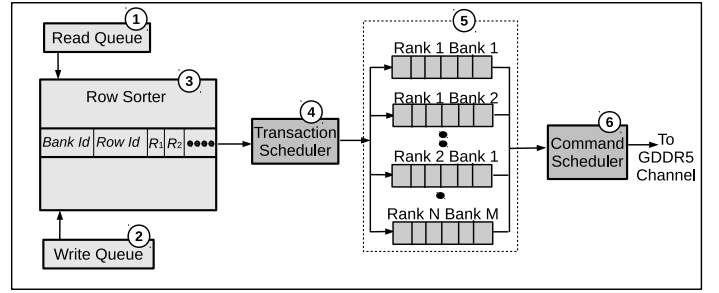 1
Read Queue
3
Row Sorter
Bank Id Row Id R1 R2
2
Write Queue
4
Transaction
Scheduler
5
Rank 1 Bank 1
Rank 1 Bank 2
Rank 2 Bank 1
Rank N Bank M
6
Command
Scheduler
To
GDDR5
Channel